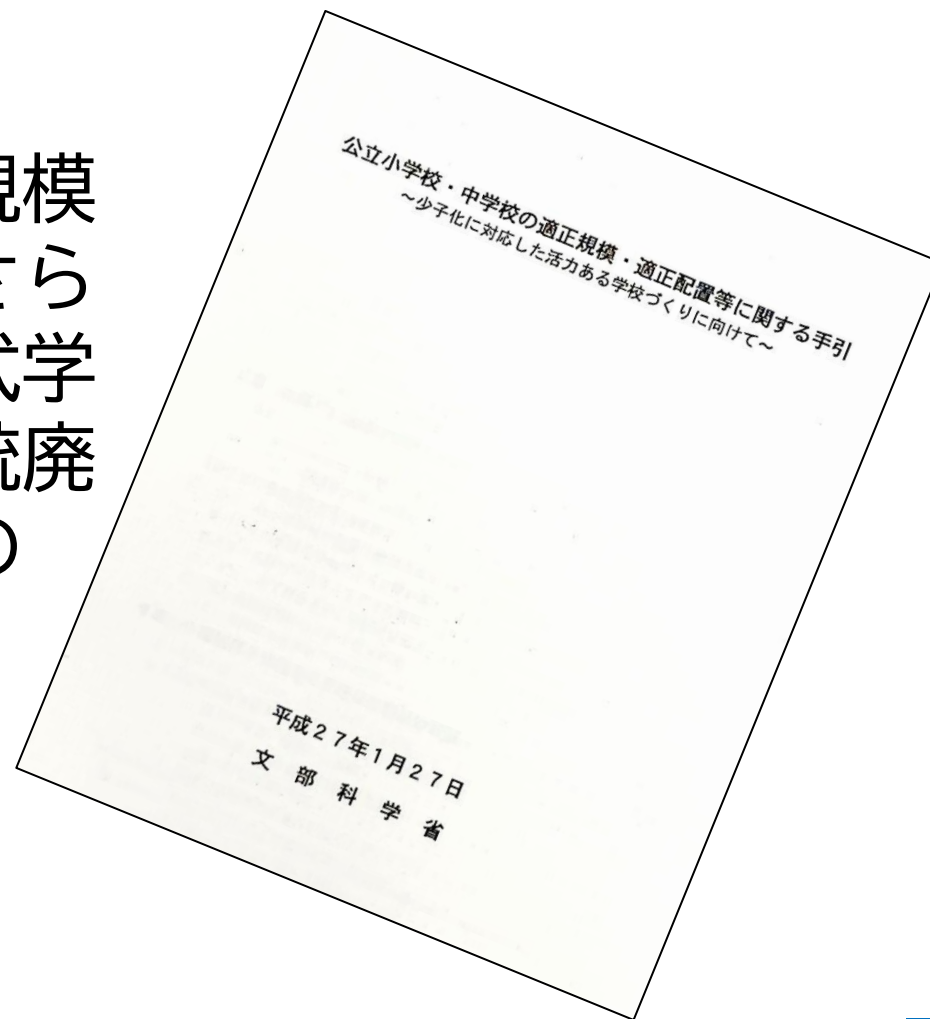 規模
さら
式学
統廃
の
公立小学校・中学校の適正規模・適正配置等に関する手引
～少子化に対応した活力ある学校づくりに向けて～
平成２７年１月２７日
文部科学省